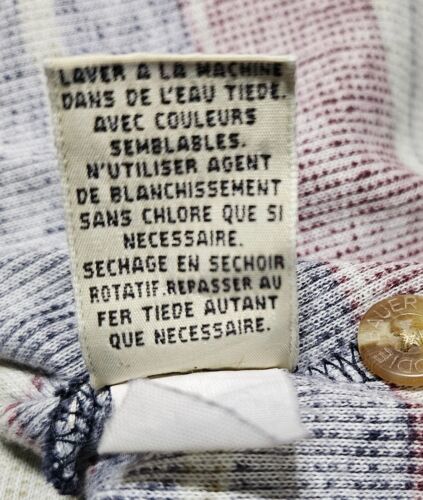 LAVER A LA MACHINE
DANS DE L'EAU TIEDE.
AVEC COULEURS
SEMBLABLES.
N'UTILISER AGENT
DE BLANCHISSEMENT
SANS CHLORE QUE SI
NECESSAIRE.
SECHAGE EN SECHOIR
ROTATIF.REPASSER AU
FER TIEDE AUTANT
QUE NECESSAIRE.